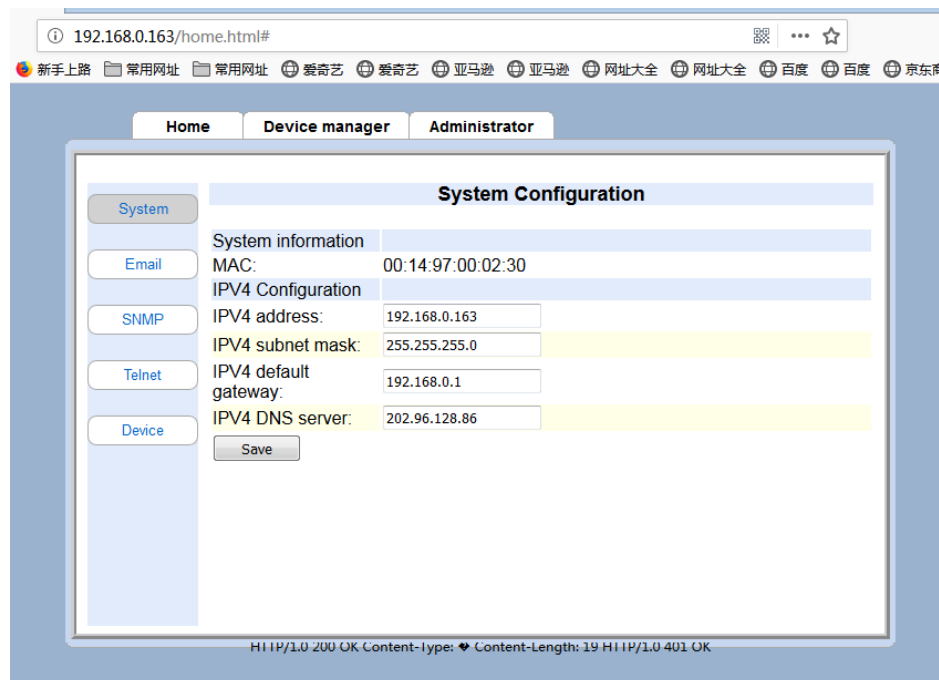 192.168.0.163/home.html#
新手上路 常用网址 常用网址 爱奇艺 爱奇艺 亚马逊 亚马逊 网址大全 网址大全 百度 百度 京东商
Home Device manager Administrator
System Configuration
System
Email
SNMP
Telnet
Device
System information
MAC: 00:14:97:00:02:30
IPV4 Configuration
IPV4 address: 192.168.0.163
IPV4 subnet mask: 255.255.255.0
IPV4 default
gateway: 192.168.0.1
IPV4 DNS server: 202.96.128.86
Save
HTTP/1.0 200 OK Content-Type: � Content-Length: 19 HTTP/1.0 401 OK